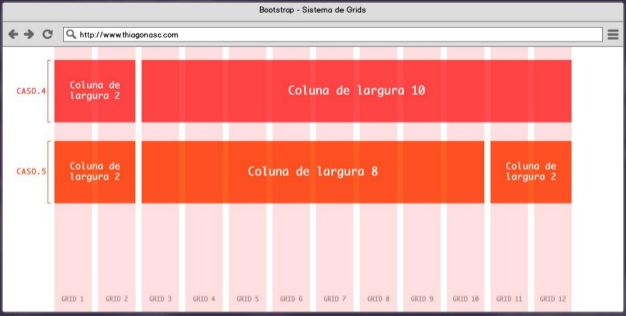 Bootstrap - Sistema de Grids
http://www.thiagonasc.com
CASO.4
Coluna de
largura 2
Coluna de largura 10
CASO.5
Coluna de
largura 2
Coluna de largura 8
Coluna de
largura 2
GRID 1 GRID 2 GRID 3 GRID 4 GRID 5 GRID 6 GRID 7 GRID 8 GRID 9 GRID 10 GRID 11 GRID 12